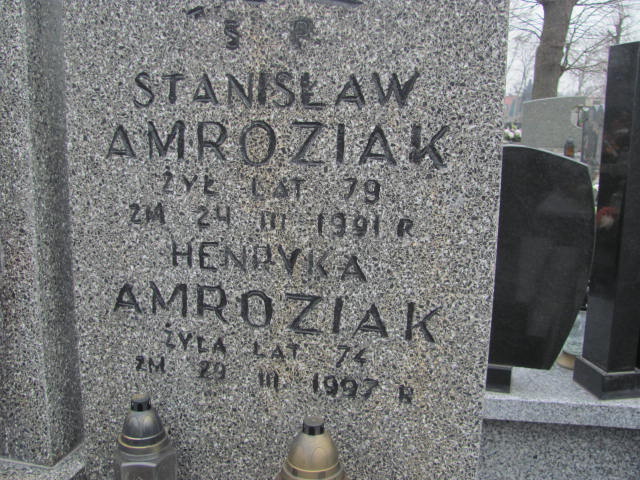 Ś P
STANISŁAW
AMROZIAK
ŻYŁ LAT 79
ZM 24 III 1991 R
HENRYKA
AMROZIAK
ŻYŁA LAT 74
ZM 29 III 1997 R